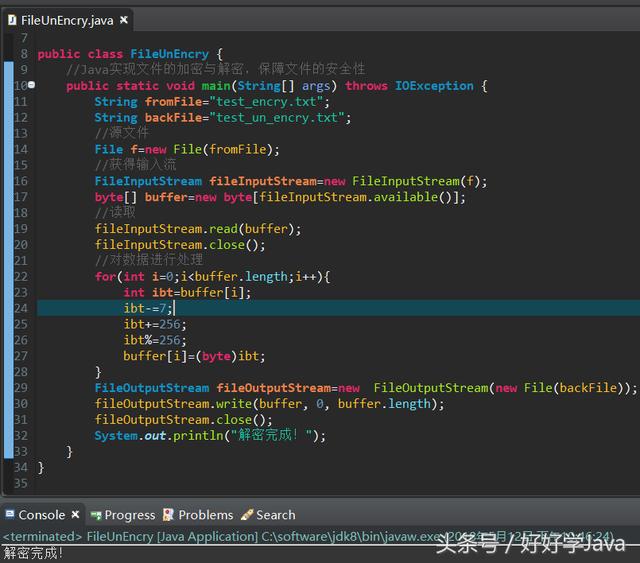 FileUnEncry.java
7
8 public class FileUnEncry {
9 //Java实现文件的加密与解密，保障文件的安全性
10 public static void main(String[] args) throws IOException {
11 String fromFile="test_encry.txt";
12 String backFile="test_un_encry.txt";
13 //源文件
14 File f=new File(fromFile);
15 //获得输入流
16 FileInputStream fileInputStream=new FileInputStream(f);
17 byte[] buffer=new byte[fileInputStream.available()];
18 //读取
19 fileInputStream.read(buffer);
20 fileInputStream.close();
21 //对数据进行处理
22 for(int i=0;i<buffer.length;i++){
23 int ibt=buffer[i];
24 ibt-=7;
25 ibt+=256;
26 ibt%=256;
27 buffer[i]=(byte)ibt;
28 }
29 FileOutputStream fileOutputStream=new  FileOutputStream(new File(backFile));
30 fileOutputStream.write(buffer, 0, buffer.length);
31 fileOutputStream.close();
32 System.out.println("解密完成!");
33 }
34 }
35
Console Progress Problems Search
<terminated> FileUnEncry [Java Application] C:\software\jdk8\bin\javaw.exe
解密完成!
头条号 / 好好学Java